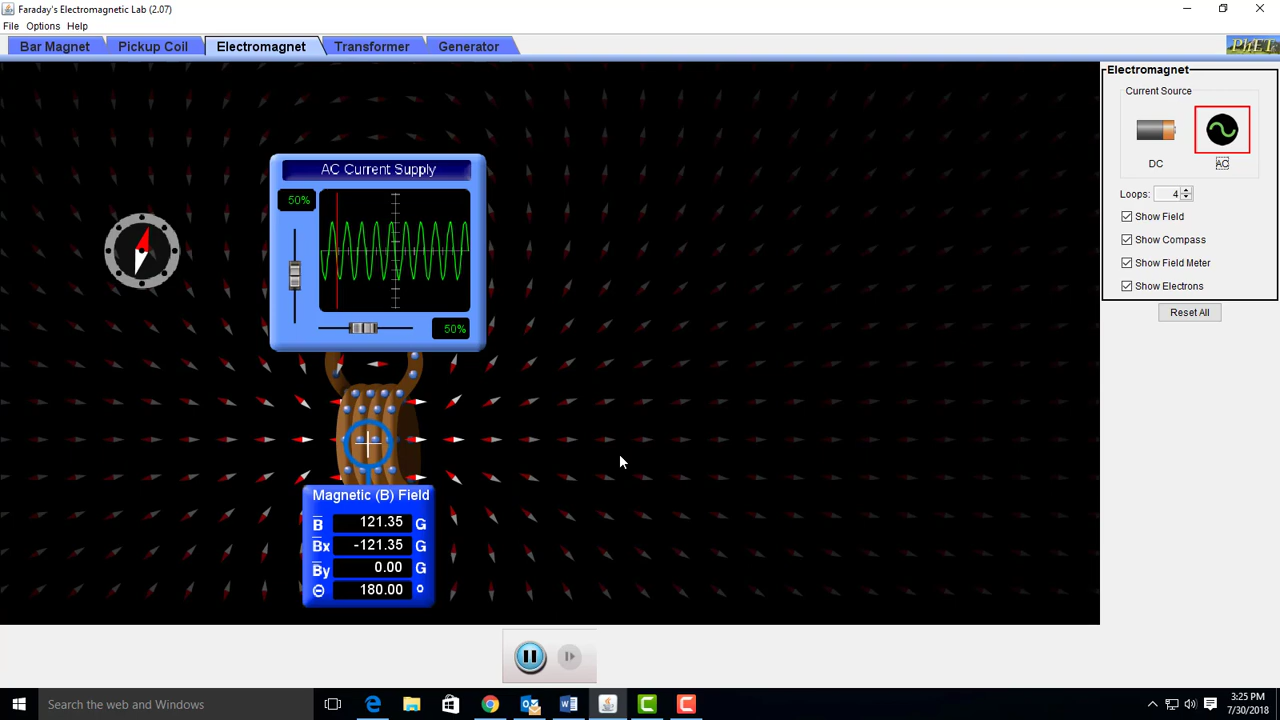 Faraday's Electromagnetic Lab (2.07)
File Options Help
Bar Magnet Pickup Coil Electromagnet Transformer Generator
PhET
Electromagnet
Current Source
DC AC
Loops: 4
Show Field
Show Compass
Show Field Meter
Show Electrons
Reset All
AC Current Supply
50%
50%
Magnetic (B) Field
B 121.35 G
Bx -121.35 G
By 0.00 G
Θ 180.00 °
Search the web and Windows
3:25 PM
7/30/2018